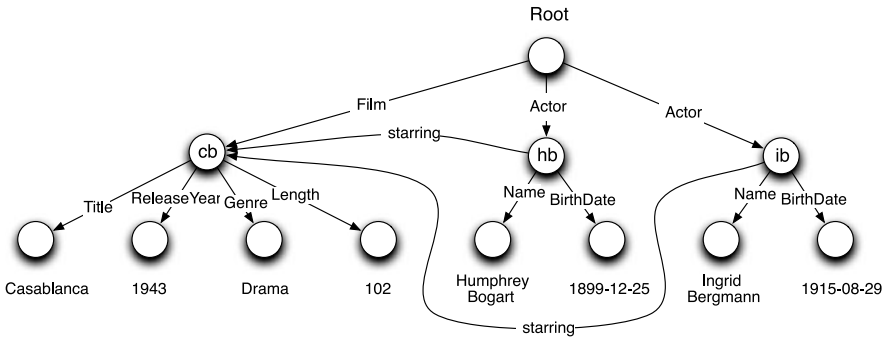 Root
Film
Actor
Actor
starring
cb
hb
ib
Title
ReleaseYear
Genre
Length
Name
BirthDate
Name
BirthDate
Casablanca
1943
Drama
102
Humphrey
Bogart
1899-12-25
Ingrid
Bergmann
1915-08-29
starring